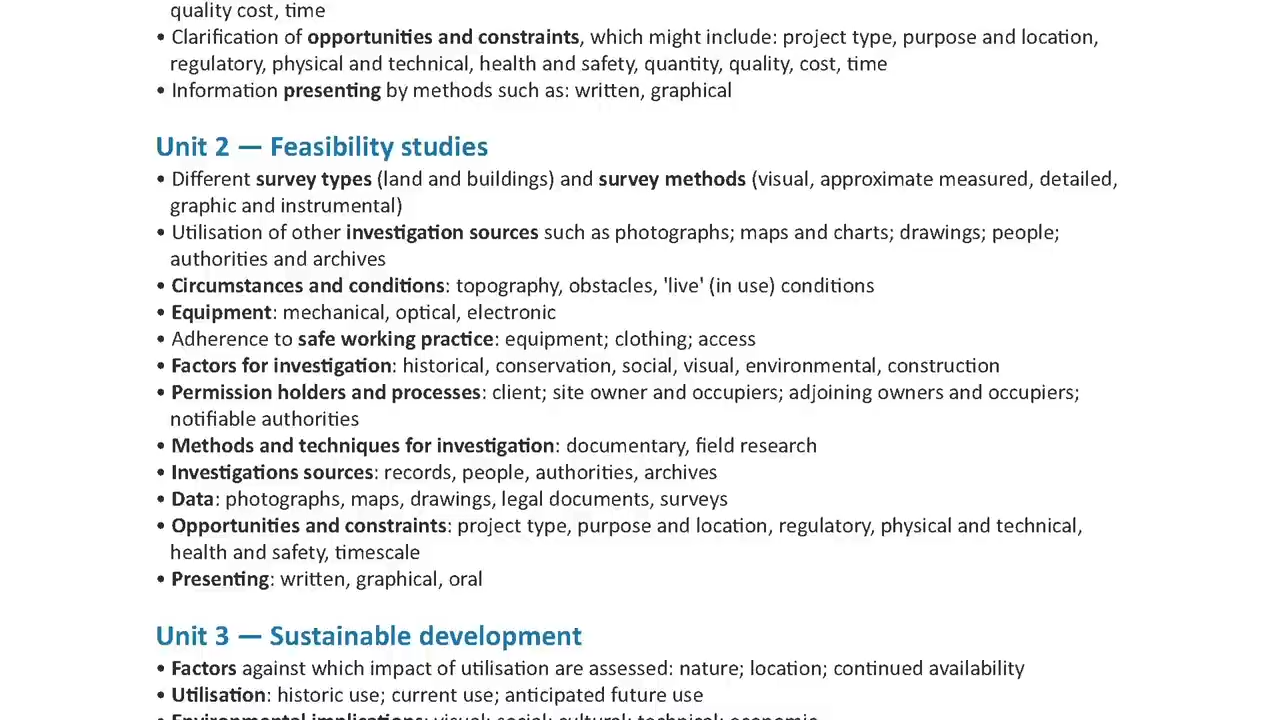 quality cost, time
• Clarification of opportunities and constraints, which might include: project type, purpose and location,
regulatory, physical and technical, health and safety, quantity, quality, cost, time
• Information presenting by methods such as: written, graphical
Unit 2 — Feasibility studies
• Different survey types (land and buildings) and survey methods (visual, approximate measured, detailed,
graphic and instrumental)
• Utilisation of other investigation sources such as photographs; maps and charts; drawings; people;
authorities and archives
• Circumstances and conditions: topography, obstacles, 'live' (in use) conditions
• Equipment: mechanical, optical, electronic
• Adherence to safe working practice: equipment; clothing; access
• Factors for investigation: historical, conservation, social, visual, environmental, construction
• Permission holders and processes: client; site owner and occupiers; adjoining owners and occupiers;
notifiable authorities
• Methods and techniques for investigation: documentary, field research
• Investigations sources: records, people, authorities, archives
• Data: photographs, maps, drawings, legal documents, surveys
• Opportunities and constraints: project type, purpose and location, regulatory, physical and technical,
health and safety, timescale
• Presenting: written, graphical, oral
Unit 3 — Sustainable development
• Factors against which impact of utilisation are assessed: nature; location; continued availability
• Utilisation: historic use; current use; anticipated future use
• Environmental implications: visual; social; cultural; technical; economic